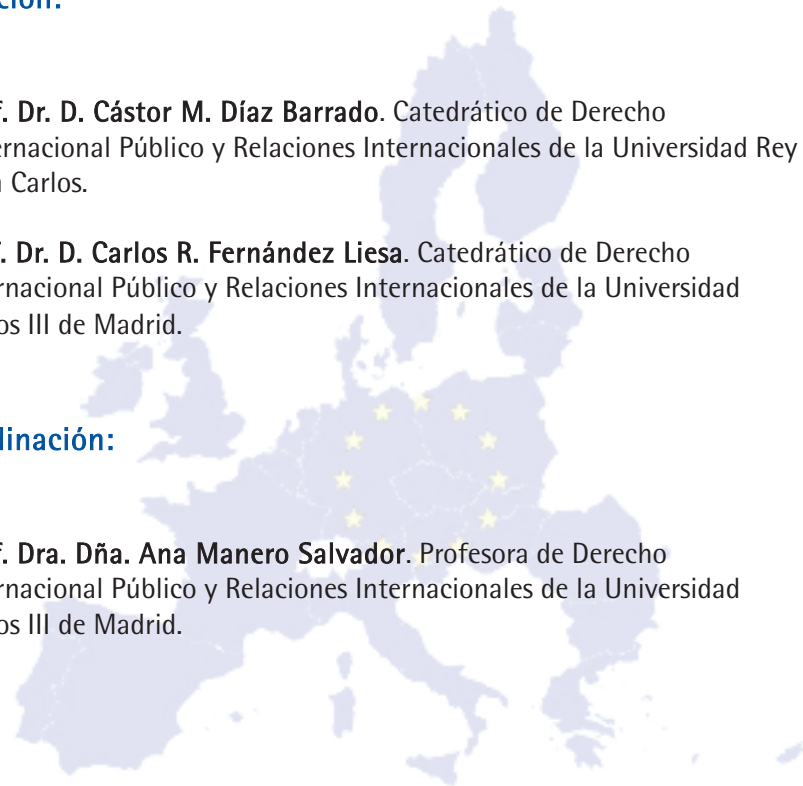 ción:
f. Dr. D. Cástor M. Díaz Barrado. Catedrático de Derecho
ernacional Público y Relaciones Internacionales de la Universidad Rey
n Carlos.
f. Dr. D. Carlos R. Fernández Liesa. Catedrático de Derecho
rnacional Público y Relaciones Internacionales de la Universidad
os III de Madrid.
dinación:
f. Dra. Dña. Ana Manero Salvador. Profesora de Derecho
rnacional Público y Relaciones Internacionales de la Universidad
os III de Madrid.